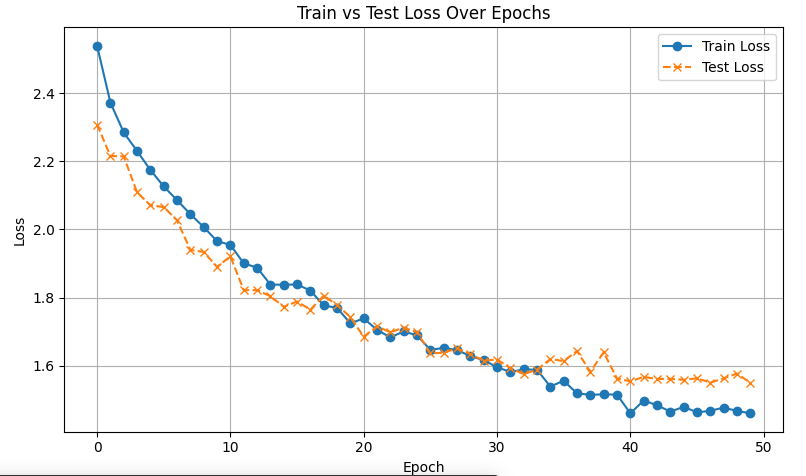 Train vs Test Loss Over Epochs
Train Loss
Test Loss
Loss
2.4
2.2
2.0
1.8
1.6
0 10 20 30 40 50
Epoch